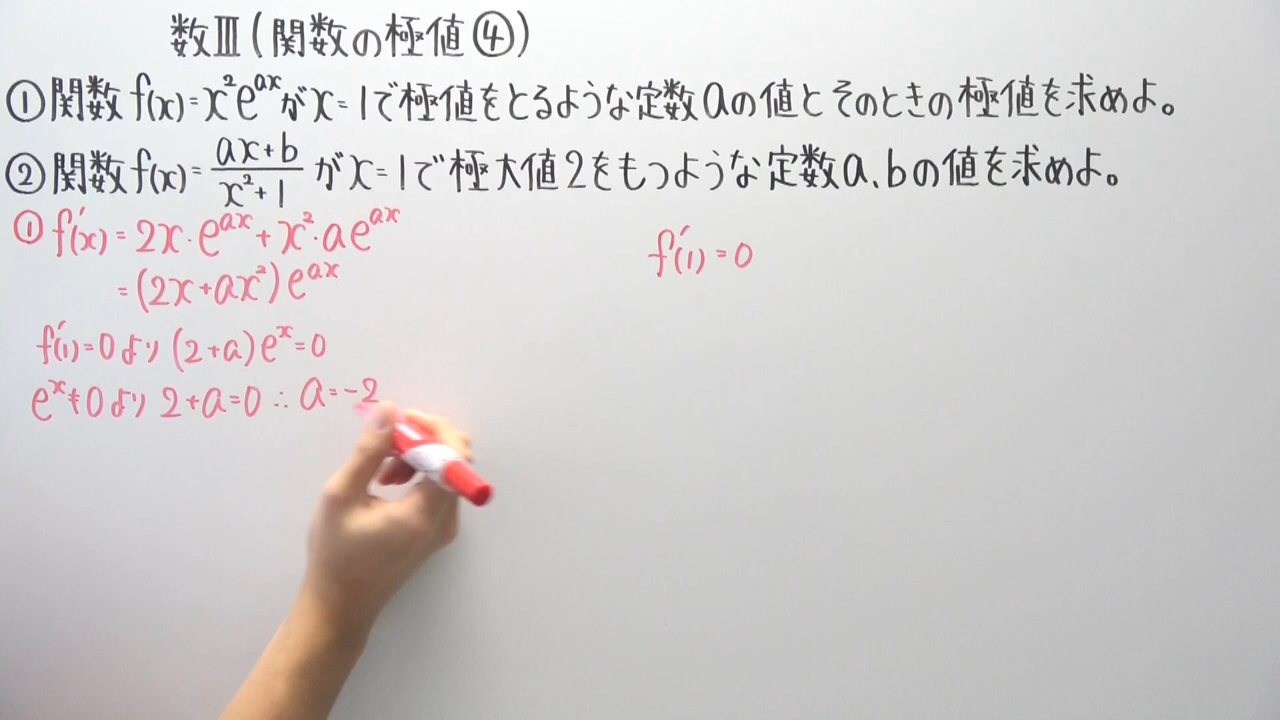 数Ⅲ(関数の極値④)
①関数f(x)=x²e^{ax}がx=1で極値をとるような定数aの値とそのときの極値を求めよ。
②関数f(x)=\frac{ax+b}{x²+1}がx=1で極大値2をもつような定数a、bの値を求めよ。
①f'(x)=2x·e^{ax}+x²·ae^{ax}
=(2x+ax²)e^{ax}
f'(1)=0より(2+a)e^x=0
e^x≠0より2+a=0∴a=-2
f'(1)=0